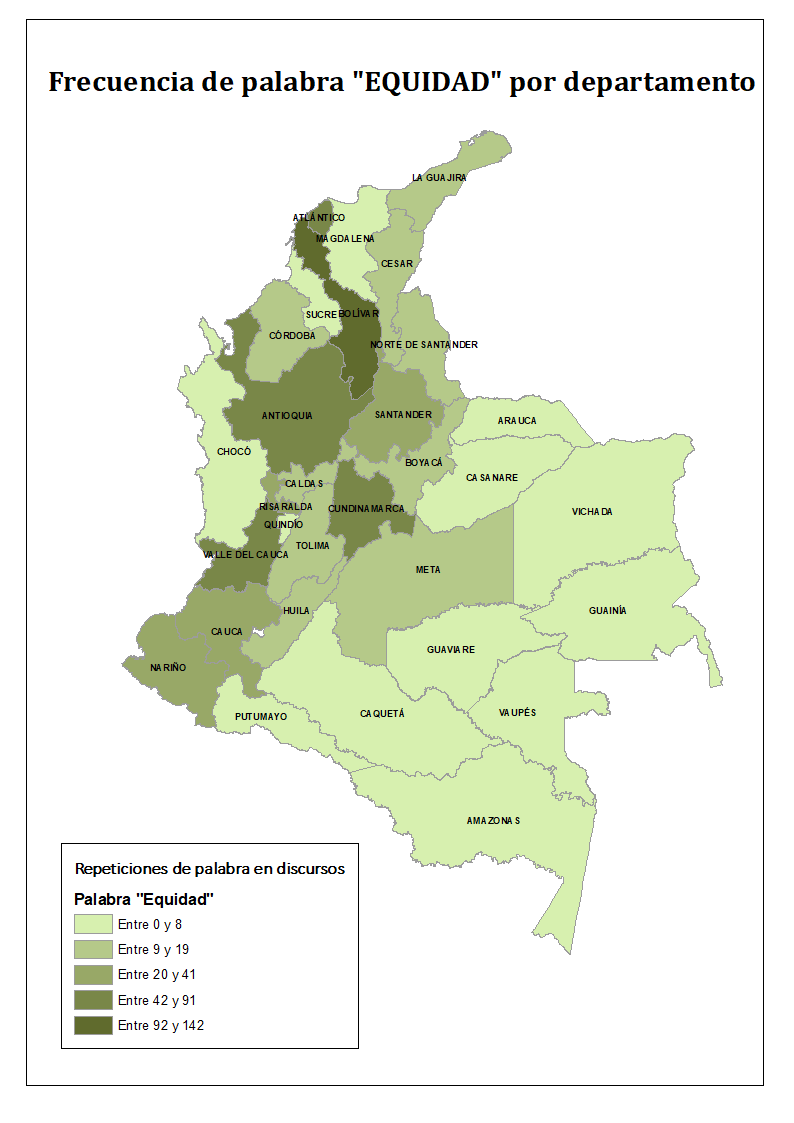 Frecuencia de palabra "EQUIDAD" por departamento
LA GUAJIRA
ATLÁNTICO
MAGDALENA
CESAR
SUCRE
BOLÍVAR
CÓRDOBA
NORTE DE SANTANDER
ANTIOQUIA
SANTANDER
ARAUCA
CHOCÓ
BOYACÁ
CASANARE
CALDAS
RISARALDA
CUNDINAMARCA
VICHADA
QUINDÍO
TOLIMA
VALLE DEL CAUCA
META
HUILA
GUAINÍA
CAUCA
GUAVIARE
NARIÑO
PUTUMAYO
CAQUETÁ
VAUPÉS
AMAZONAS
Repeticiones de palabra en discursos
Palabra "Equidad"
Entre 0 y 8
Entre 9 y 19
Entre 20 y 41
Entre 42 y 91
Entre 92 y 142